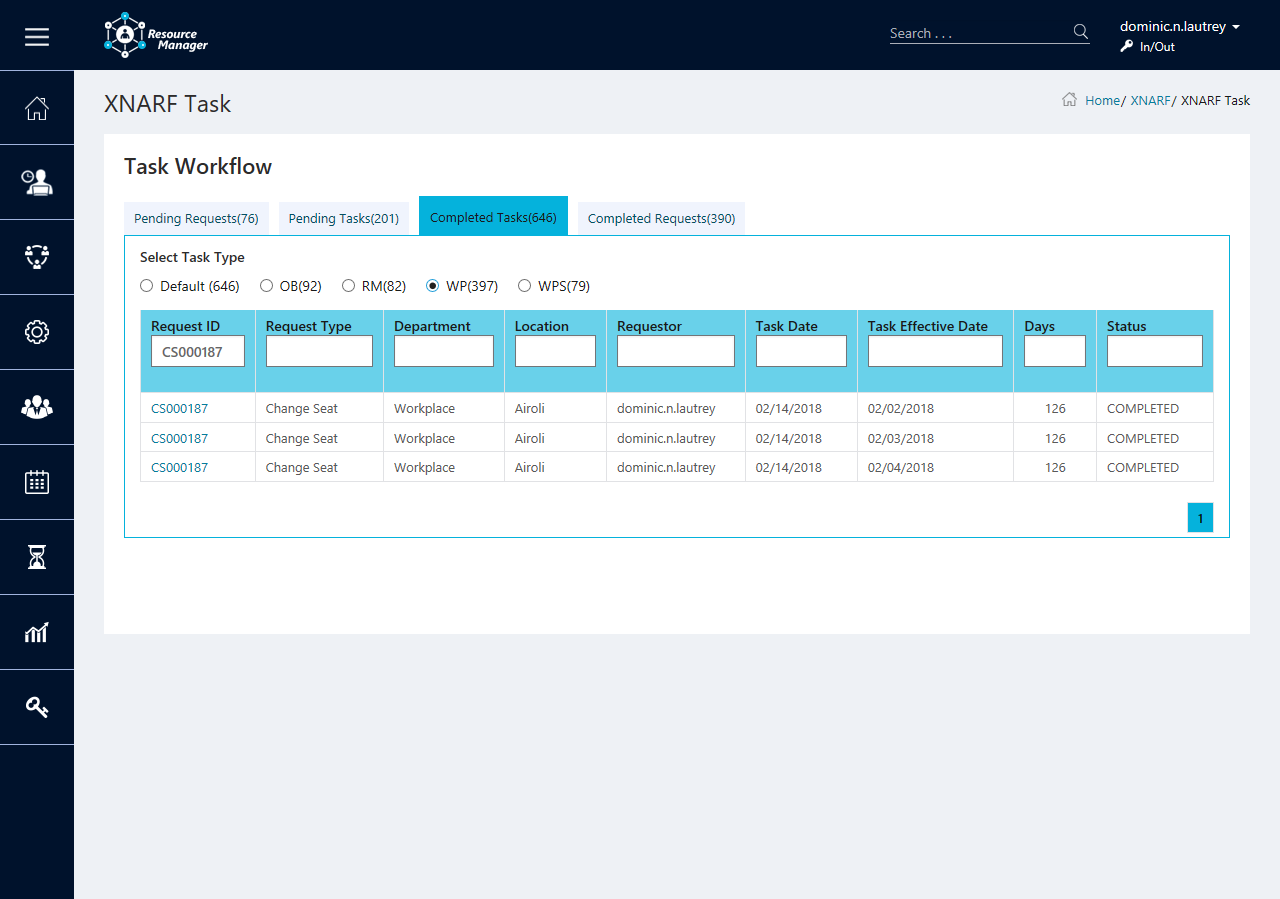 Resource
Manager
Search . . .
dominic.n.lautrey
In/Out
XNARF Task
Home/ XNARF/ XNARF Task
Task Workflow
Pending Requests(76) Pending Tasks(201) Completed Tasks(646) Completed Requests(390)
Select Task Type
Default (646) OB(92) RM(82) WP(397) WPS(79)
Request ID Request Type Department Location Requestor Task Date Task Effective Date Days Status
CS000187
CS000187 Change Seat Workplace Airoli dominic.n.lautrey 02/14/2018 02/02/2018 126 COMPLETED
CS000187 Change Seat Workplace Airoli dominic.n.lautrey 02/14/2018 02/03/2018 126 COMPLETED
CS000187 Change Seat Workplace Airoli dominic.n.lautrey 02/14/2018 02/04/2018 126 COMPLETED
1